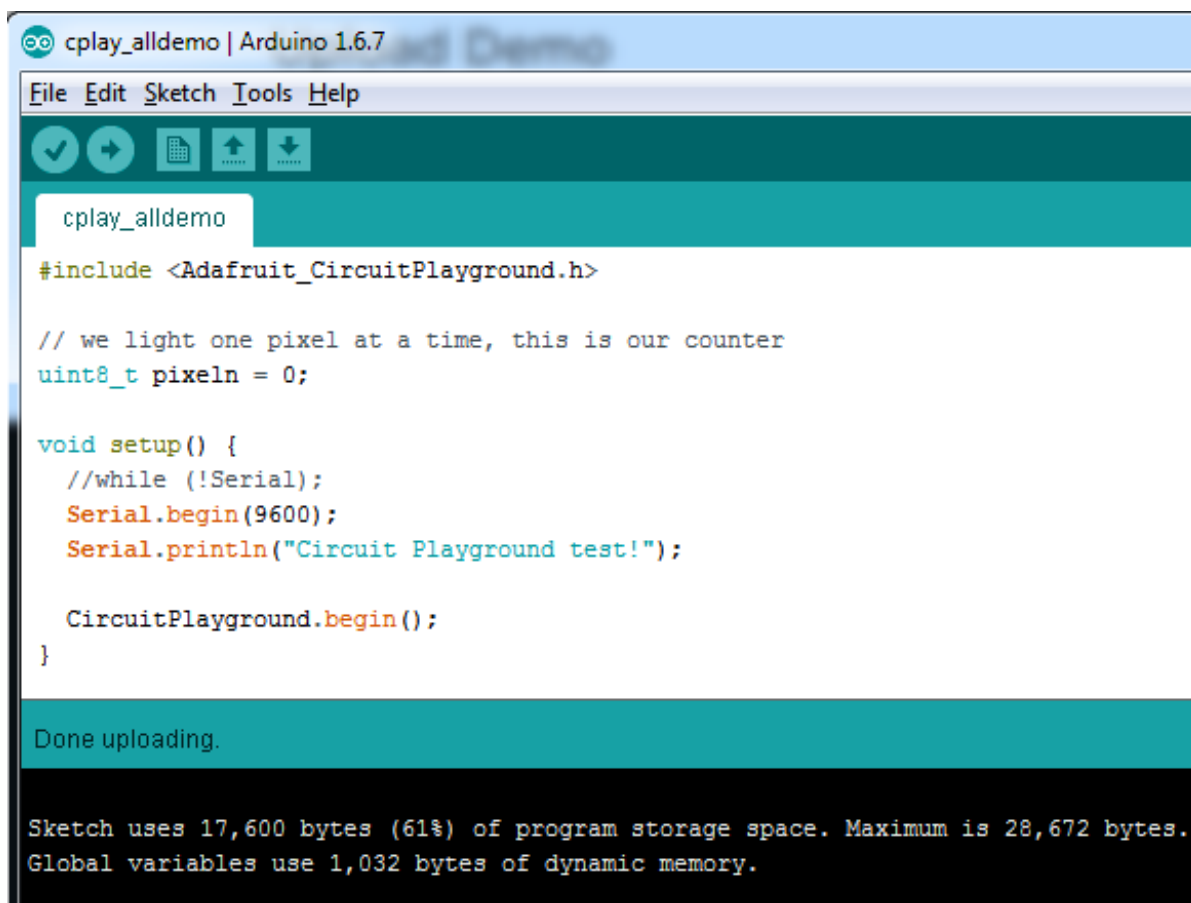 Upload Demo
cplay_alldemo | Arduino 1.6.7
File Edit Sketch Tools Help
cplay_alldemo
#include <Adafruit_CircuitPlayground.h>
// we light one pixel at a time, this is our counter
uint8_t pixeln = 0;
void setup() {
  //while (!Serial);
  Serial.begin(9600);
  Serial.println("Circuit Playground test!");
  CircuitPlayground.begin();
}
Done uploading.
Sketch uses 17,600 bytes (61%) of program storage space. Maximum is 28,672 bytes.
Global variables use 1,032 bytes of dynamic memory.